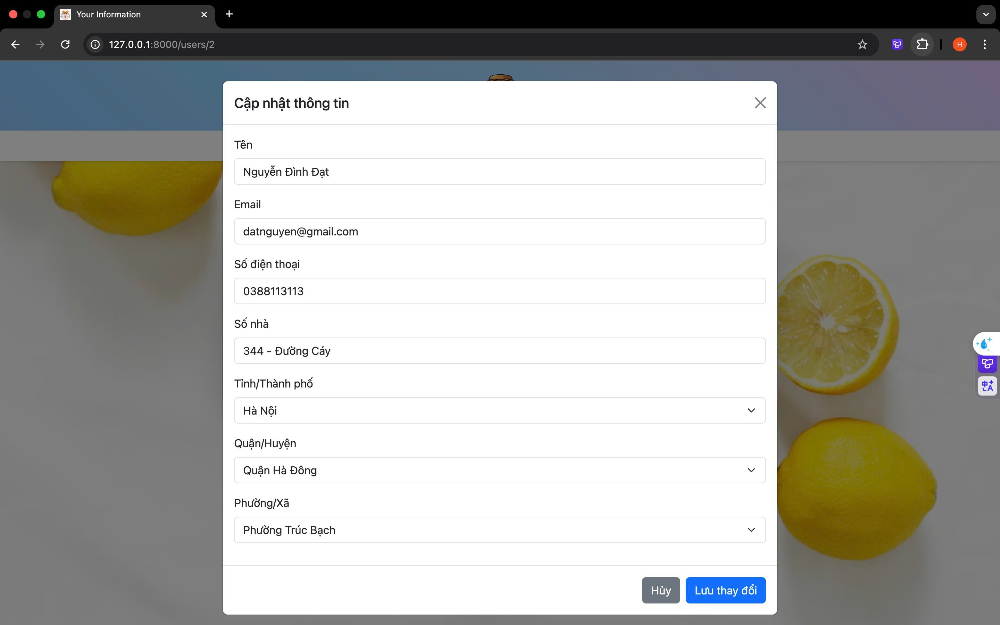 Your Information
127.0.0.1:8000/users/2
H
Cập nhật thông tin
Tên
Nguyễn Đình Đạt
Email
datnguyen@gmail.com
Số điện thoại
0388113113
Số nhà
344 - Đường Cáy
Tỉnh/Thành phố
Hà Nội
Quận/Huyện
Quận Hà Đông
Phường/Xã
Phường Trúc Bạch
Hủy
Lưu thay đổi